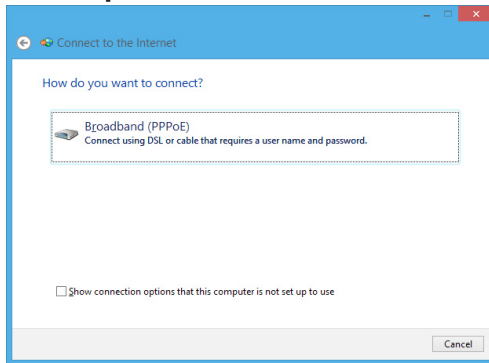 Connect to the Internet
How do you want to connect?
Broadband (PPPoE)
Connect using DSL or cable that requires a user name and password.
Show connection options that this computer is not set up to use
Cancel